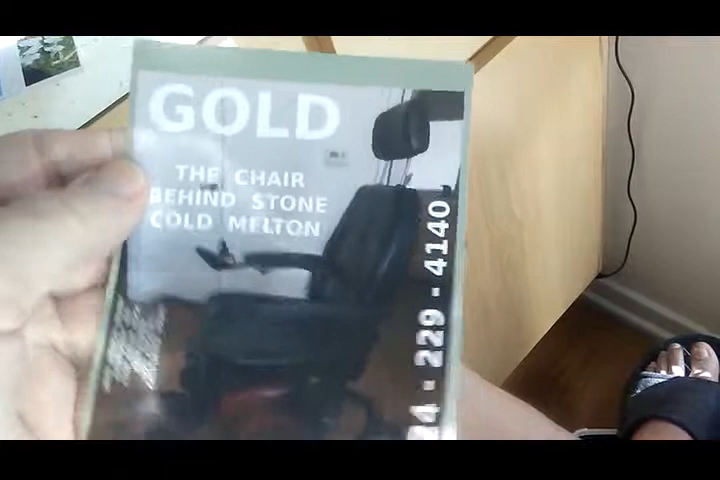 GOLD
THE CHAIR
BEHIND STONE
COLD MELTON
4 - 229 - 4140